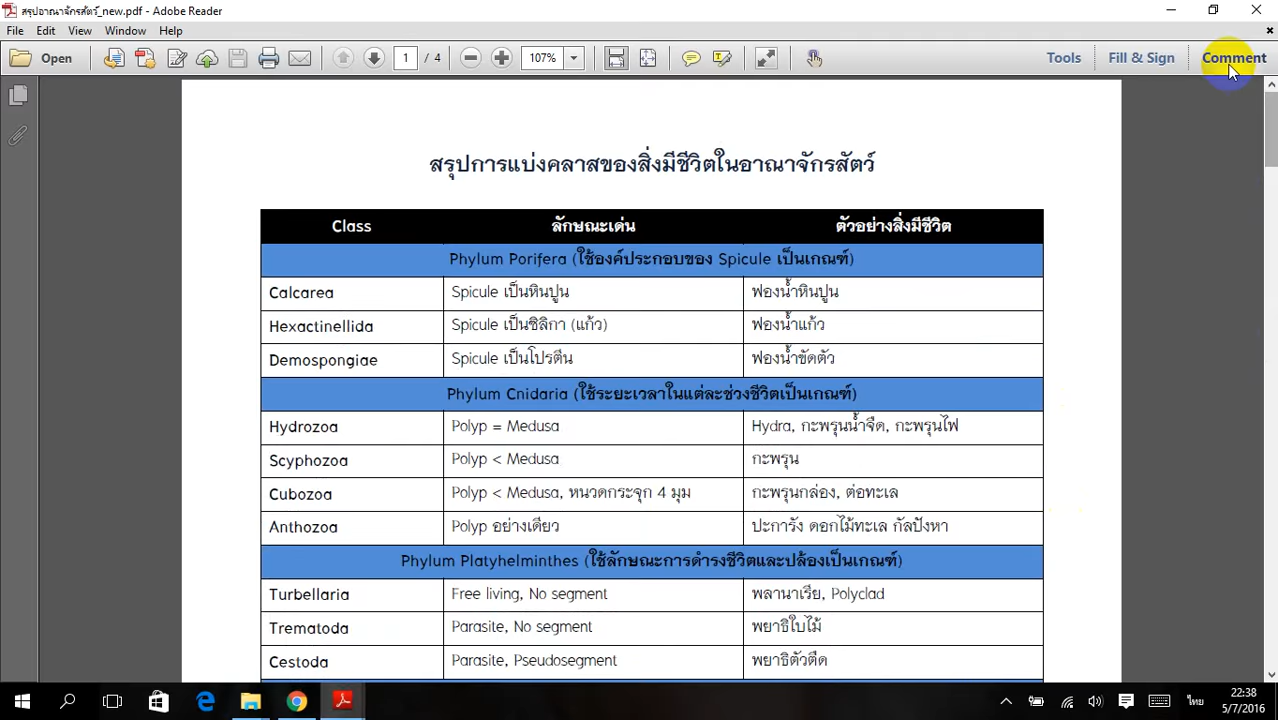 สรุปอาณาจักรสัตว์_new.pdf - Adobe Reader
File Edit View Window Help
Open 1 / 4 107% Tools Fill & Sign Comment
สรุปการแบ่งคลาสของสิ่งมีชีวิตในอาณาจักรสัตว์
Class ลักษณะเด่น ตัวอย่างสิ่งมีชีวิต
Phylum Porifera (ใช้องค์ประกอบของ Spicule เป็นเกณฑ์)
Calcarea Spicule เป็นหินปูน ฟองน้ำหินปูน
Hexactinellida Spicule เป็นซิลิกา (แก้ว) ฟองน้ำแก้ว
Demospongiae Spicule เป็นโปรตีน ฟองน้ำขัดตัว
Phylum Cnidaria (ใช้ระยะเวลาในแต่ละช่วงชีวิตเป็นเกณฑ์)
Hydrozoa Polyp = Medusa Hydra, กะพรุนน้ำจืด, กะพรุนไฟ
Scyphozoa Polyp < Medusa กะพรุน
Cubozoa Polyp < Medusa, หนวดกระจุก 4 มุม กะพรุนกล่อง, ต่อทะเล
Anthozoa Polyp อย่างเดียว ปะการัง ดอกไม้ทะเล กัลปังหา
Phylum Platyhelminthes (ใช้ลักษณะการดำรงชีวิตและปล้องเป็นเกณฑ์)
Turbellaria Free living, No segment พลานาเรีย, Polyclad
Trematoda Parasite, No segment พยาธิใบไม้
Cestoda Parasite, Pseudosegment พยาธิตัวตืด
ไทย 22:38
5/7/2016